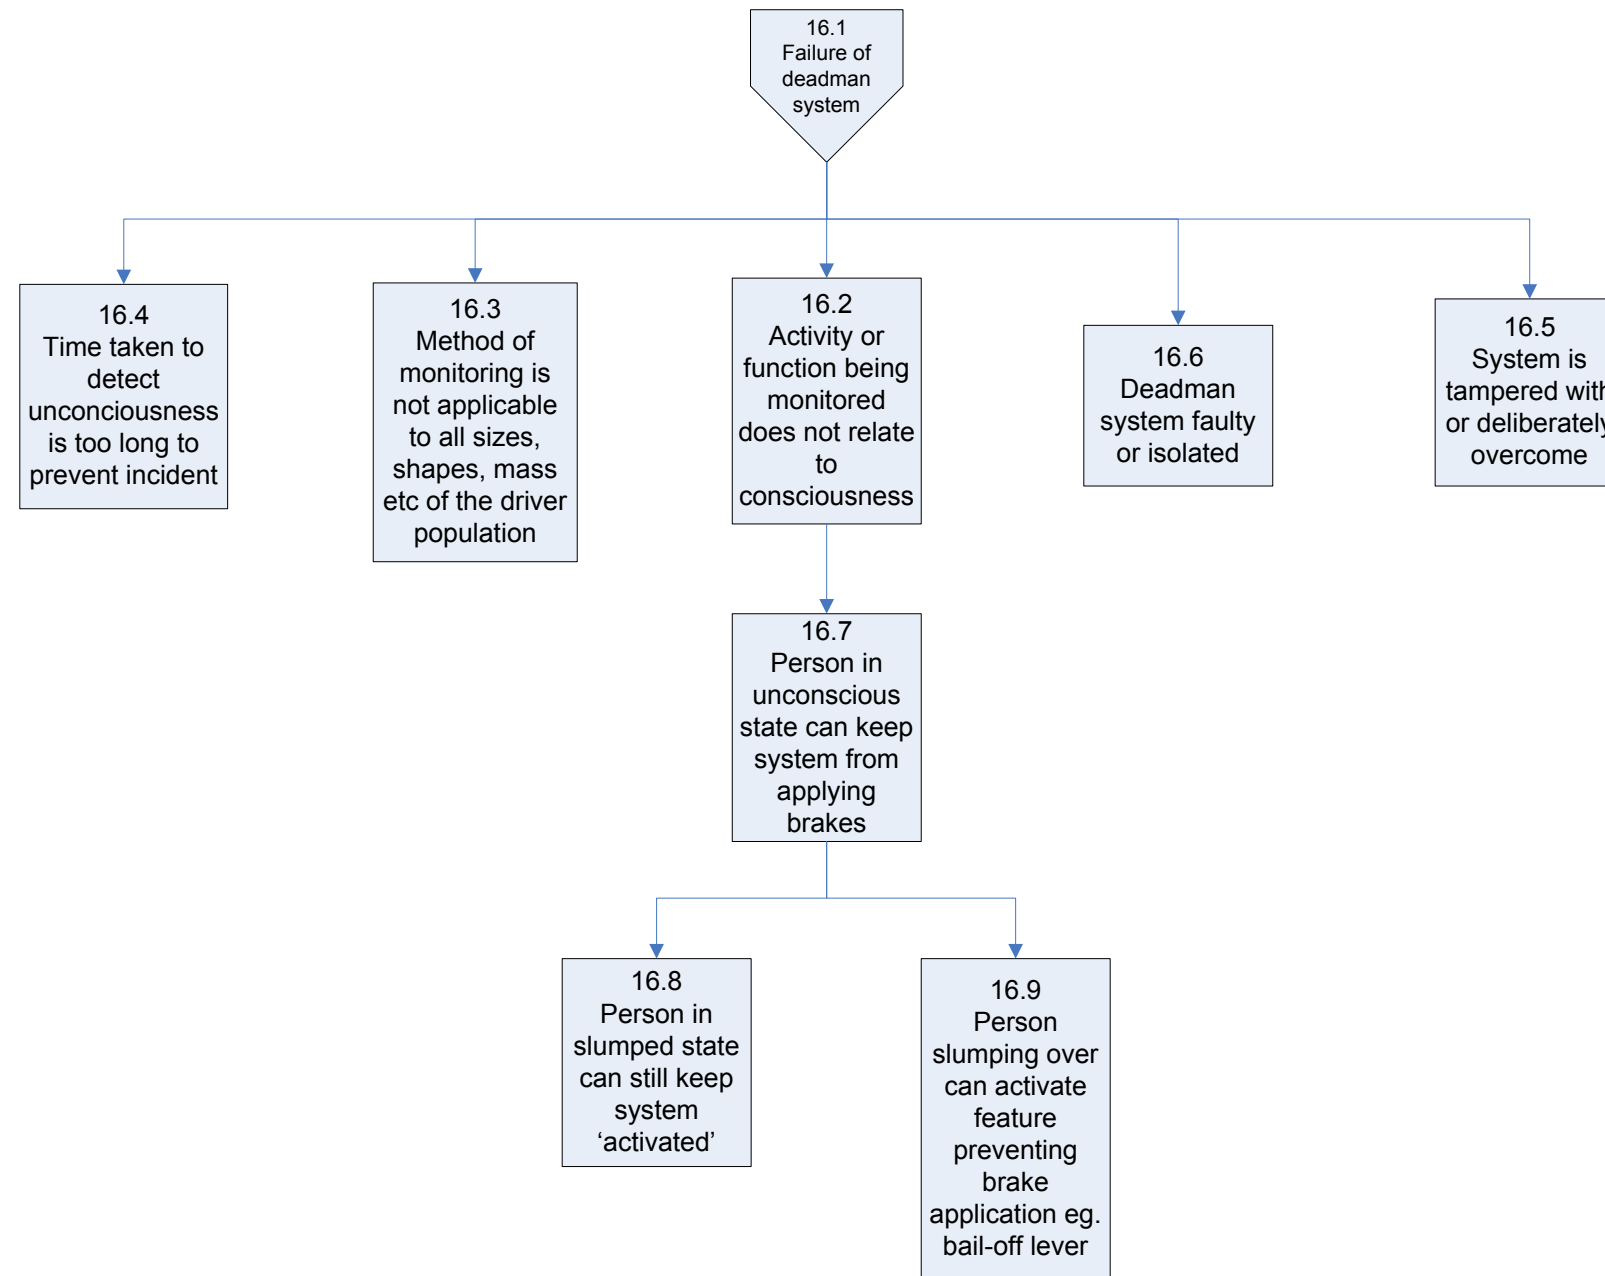 16.1
Failure of
deadman
system
16.4
Time taken to
detect
unconciousness
is too long to
prevent incident
16.3
Method of
monitoring is
not applicable
to all sizes,
shapes, mass
etc of the driver
population
16.2
Activity or
function being
monitored
does not relate
to
consciousness
16.6
Deadman
system faulty
or isolated
16.5
System is
tampered with
or deliberately
overcome
16.7
Person in
unconscious
state can keep
system from
applying
brakes
16.8
Person in
slumped state
can still keep
system
‘activated’
16.9
Person
slumping over
can activate
feature
preventing
brake
application eg.
bail-off lever